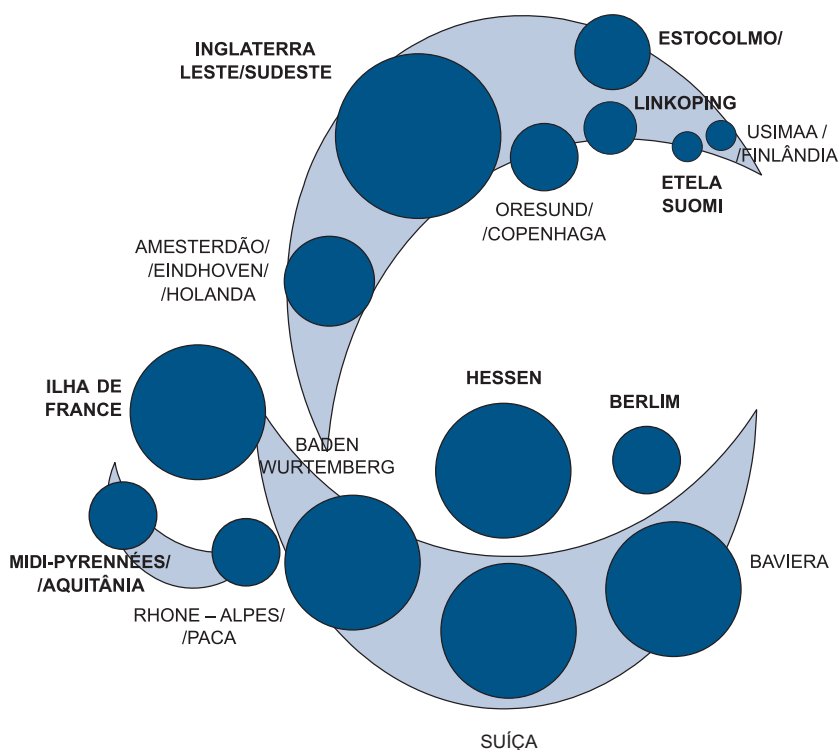 INGLATERRA
LESTE/SUDESTE
ESTOCOLMO/
LINKOPING
USIMAA /
/FINLÂNDIA
ETELA
SUOMI
ORESUND/
/COPENHAGA
AMESTERDÃO/
/EINDHOVEN/
/HOLANDA
ILHA DE
FRANCE
HESSEN
BERLIM
BADEN
WURTEMBERG
MIDI-PYRENNÉES/
/AQUITÂNIA
RHONE – ALPES/
/PACA
BAVIERA
SUÍÇA